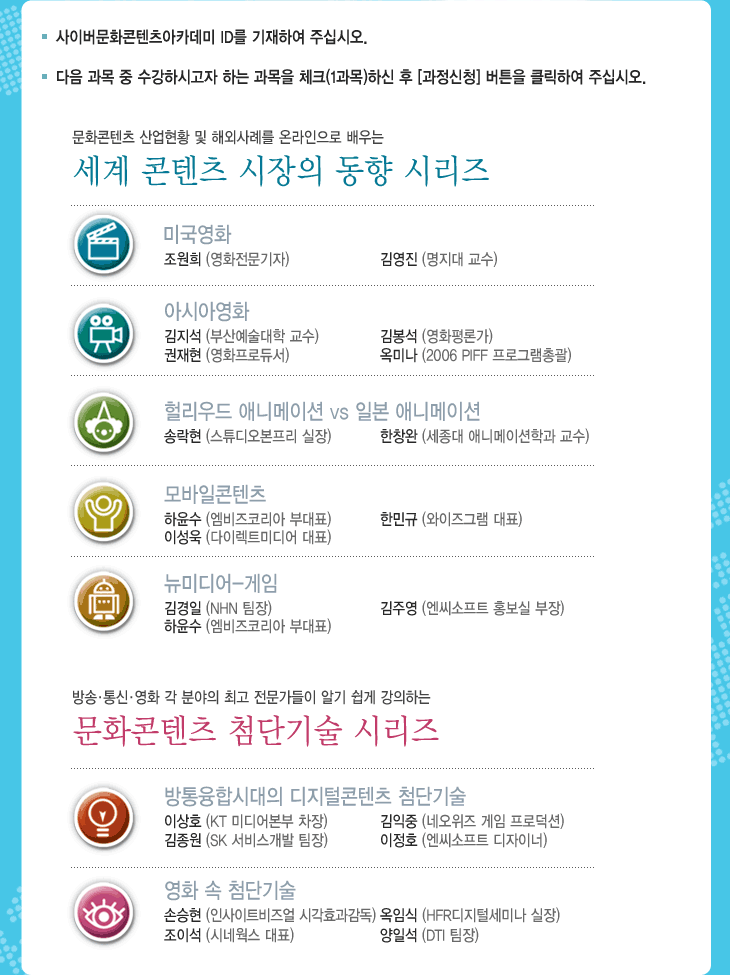 사이버문화콘텐츠아카데미 ID를 기재하여 주십시오.
다음 과목 중 수강하시고자 하는 과목을 체크(1과목)하신 후 [과정신청] 버튼을 클릭하여 주십시오.
문화콘텐츠 산업현황 및 해외사례를 온라인으로 배우는
세계 콘텐츠 시장의 동향 시리즈
미국영화
조원희 (영화전문기자) 김영진 (명지대 교수)
아시아영화
김지석 (부산예술대학 교수) 김봉석 (영화평론가)
권재현 (영화프로듀서) 옥미나 (2006 PIFF 프로그램총괄)
헐리우드 애니메이션 vs 일본 애니메이션
송락현 (스튜디오본프리 실장) 한창완 (세종대 애니메이션학과 교수)
모바일콘텐츠
하윤수 (엠비즈코리아 부대표) 한민규 (와이즈그램 대표)
이성욱 (다이렉트미디어 대표)
뉴미디어-게임
김경일 (NHN 팀장) 김주영 (엔씨소프트 홍보실 부장)
하윤수 (엠비즈코리아 부대표)
방송·통신·영화 각 분야의 최고 전문가들이 알기 쉽게 강의하는
문화콘텐츠 첨단기술 시리즈
방통융합시대의 디지털콘텐츠 첨단기술
이상호 (KT 미디어본부 차장) 김익중 (네오위즈 게임 프로덕션)
김종원 (SK 서비스개발 팀장) 이정호 (엔씨소프트 디자이너)
영화 속 첨단기술
손승현 (인사이트비즈얼 시각효과감독) 옥임식 (HFR디지털세미나 실장)
조이석 (시네웍스 대표) 양일석 (DTI 팀장)